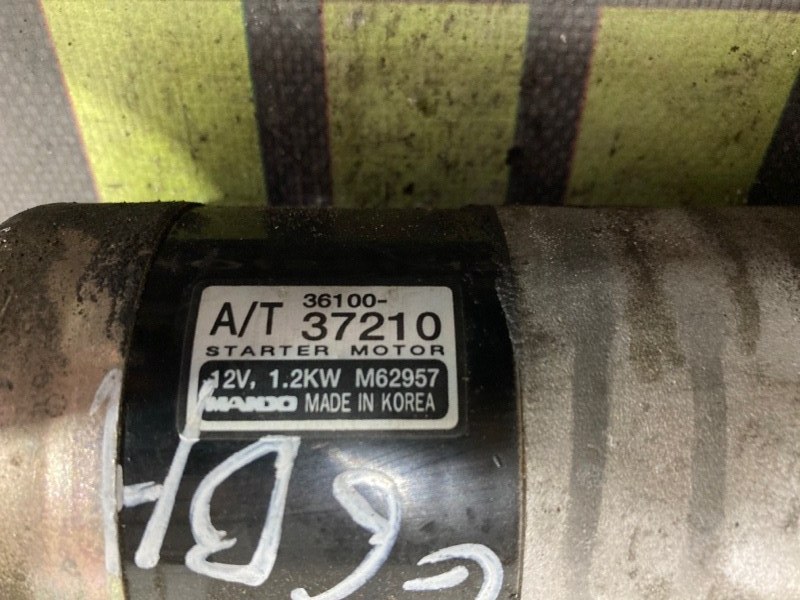 A/T 36100-
37210
STARTER MOTOR
12V, 1.2KW M62957
MANDO MADE IN KOREA